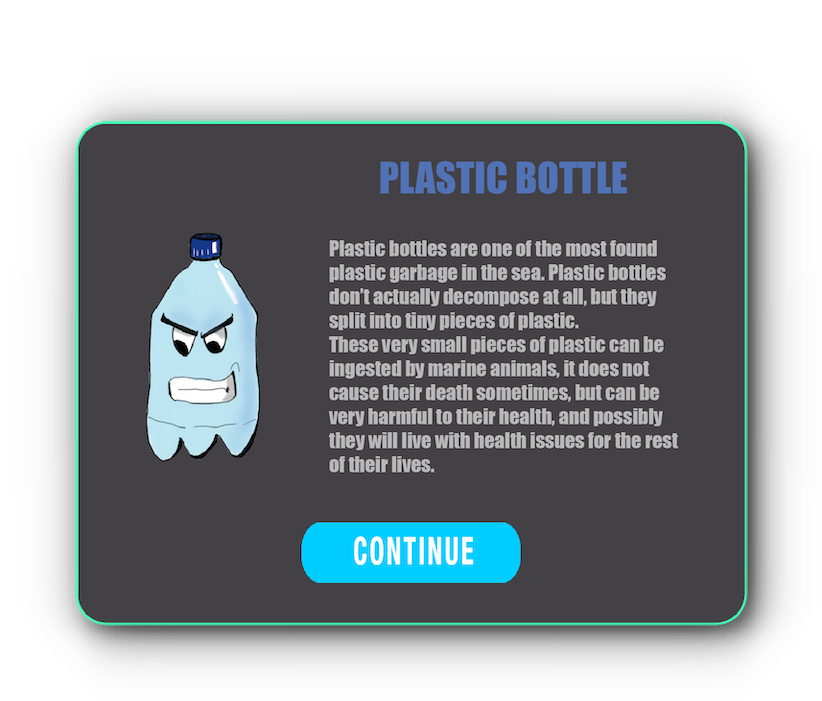 PLASTIC BOTTLE
Plastic bottles are one of the most found
plastic garbage in the sea. Plastic bottles
don't actually decompose at all, but they
split into tiny pieces of plastic.
These very small pieces of plastic can be
ingested by marine animals, it does not
cause their death sometimes, but can be
very harmful to their health, and possibly
they will live with health issues for the rest
of their lives.
CONTINUE